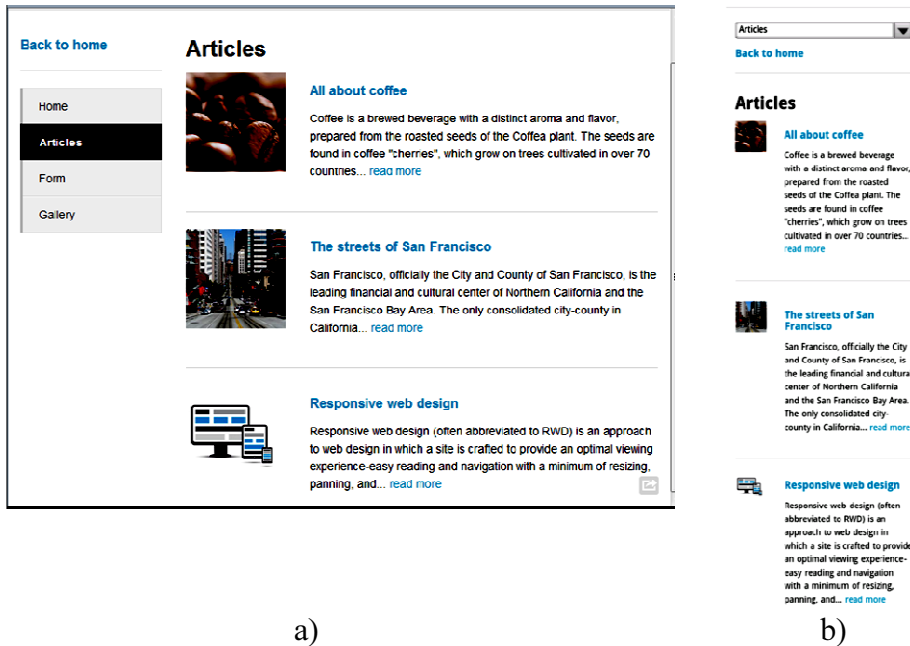 Back to home
Home
Articles
Form
Gallery
Articles
All about coffee
Coffee is a brewed beverage with a distinct aroma and flavor,
prepared from the roasted seeds of the Coffea plant. The seeds are
found in coffee "cherries", which grow on trees cultivated in over 70
countries... read more
The streets of San Francisco
San Francisco, officially the City and County of San Francisco, is the
leading financial and cultural center of Northern California and the
San Francisco Bay Area. The only consolidated city-county in
California... read more
Responsive web design
Responsive web design (often abbreviated to RWD) is an approach
to web design in which a site is crafted to provide an optimal viewing
experience-easy reading and navigation with a minimum of resizing,
panning, and... read more
a)
Articles
Back to home
Articles
All about coffee
Coffee is a brewed beverage
with a distinct aroma and flavor,
prepared from the roasted
seeds of the Coffea plant. The
seeds are found in coffee
"cherries", which grow on trees
cultivated in over 70 countries...
read more
The streets of San
Francisco
San Francisco, officially the City
and County of San Francisco, is
the leading financial and cultura
center of Northern California
and the San Francisco Bay Area.
The only consolidated city-
county in California... read more
Responsive web design
Responsive web design (often
abbreviated to RWD) is an
approach to web design in
which a site is crafted to provide
an optimal viewing experience-
easy reading and navigation
with a minimum of resizing,
panning, and... read more
b)